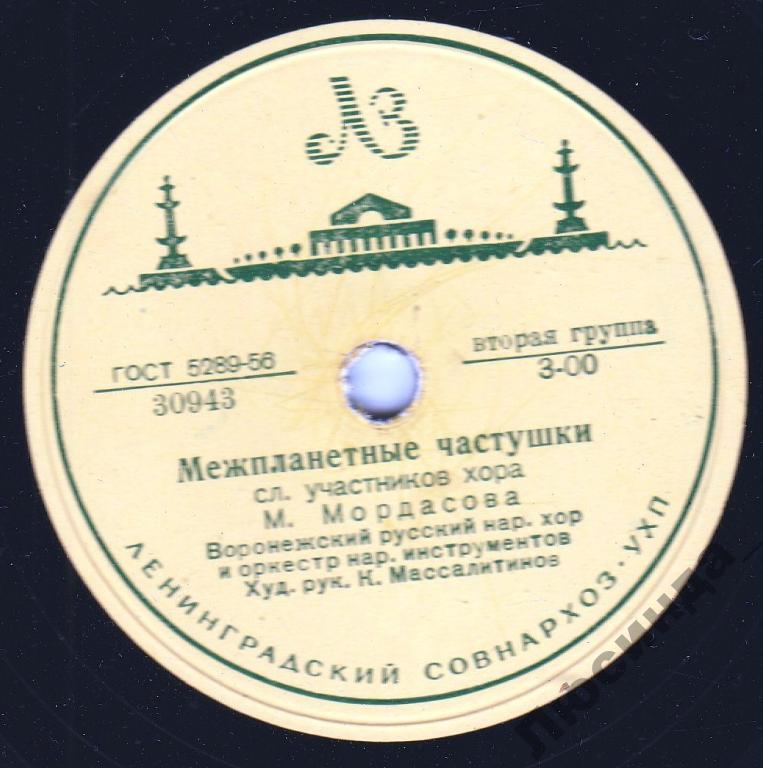 ЛЗ
ГОСТ 5289-56
30943
вторая группа
3-00
Межпланетные частушки
сл. участников хора
М. Мордасова
Воронежский русский нар. хор
и оркестр нар. инструментов
Худ. рук. К. Массалитинов
ЛЕНИНГРАДСКИЙ СОВНАРХОЗ · УХП
Люсинда